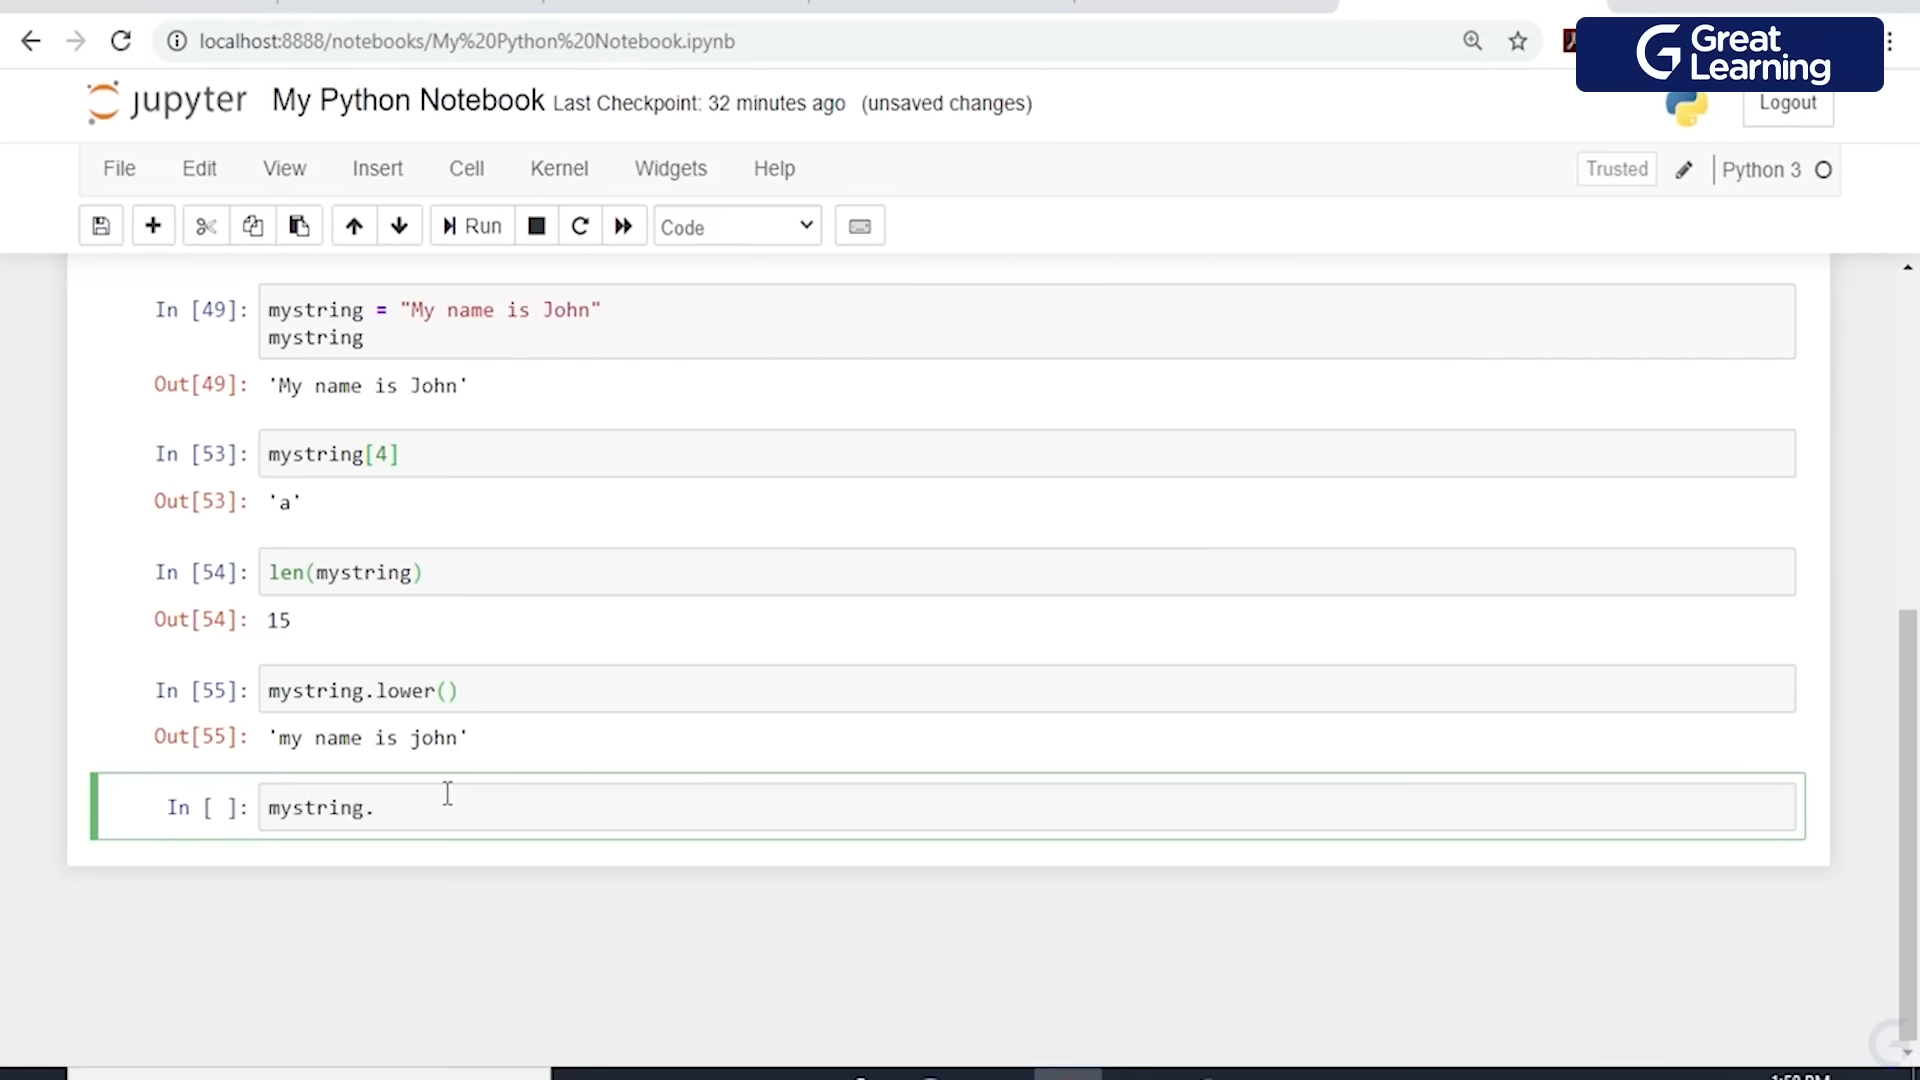 localhost:8888/notebooks/My%20Python%20Notebook.ipynb
Great Learning
jupyter My Python Notebook Last Checkpoint: 32 minutes ago (unsaved changes)
Logout
File Edit View Insert Cell Kernel Widgets Help
Trusted Python 3
Run Code
In [49]: mystring = "My name is John"
mystring
Out[49]: 'My name is John'
In [53]: mystring[4]
Out[53]: 'a'
In [54]: len(mystring)
Out[54]: 15
In [55]: mystring.lower()
Out[55]: 'my name is john'
In [ ]: mystring.